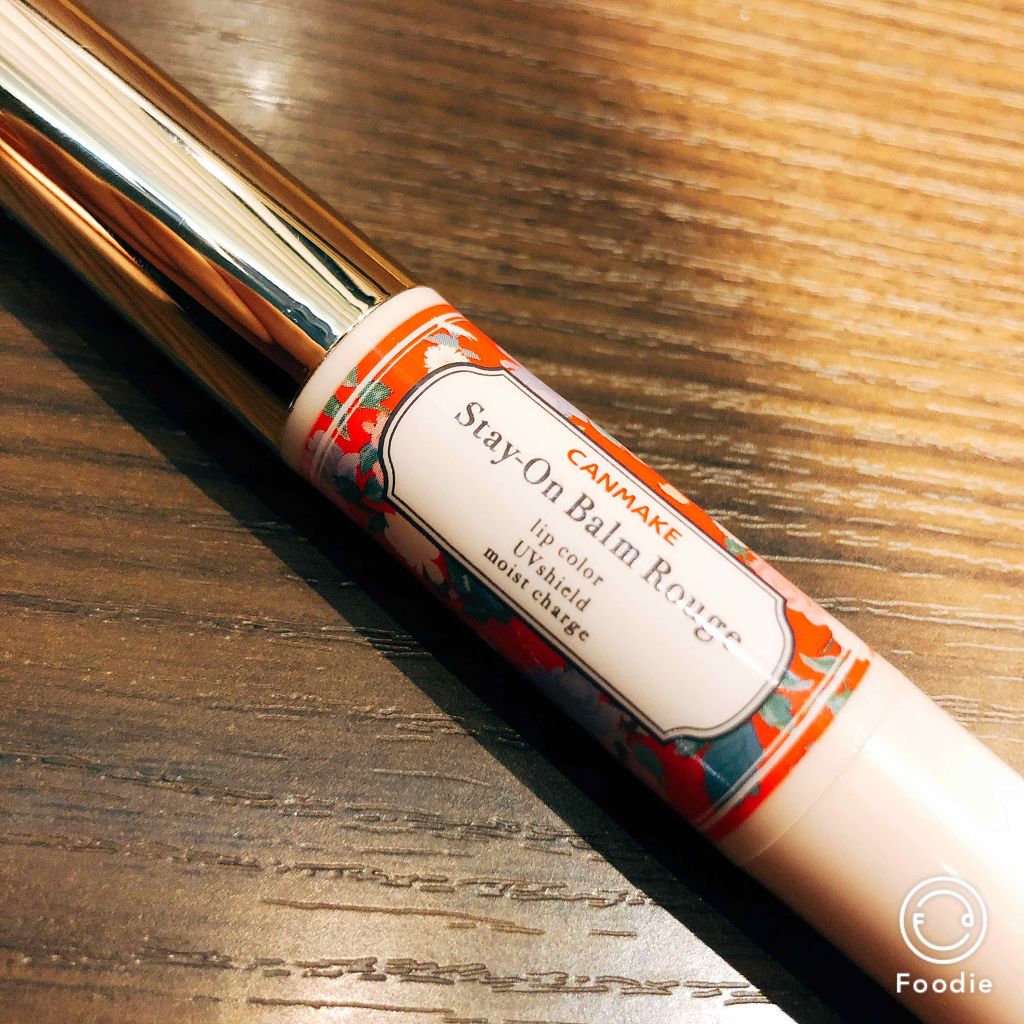 CANMAKE
Stay-On Balm Rouge
lip color
UVshield
moist charge
F d
Foodie